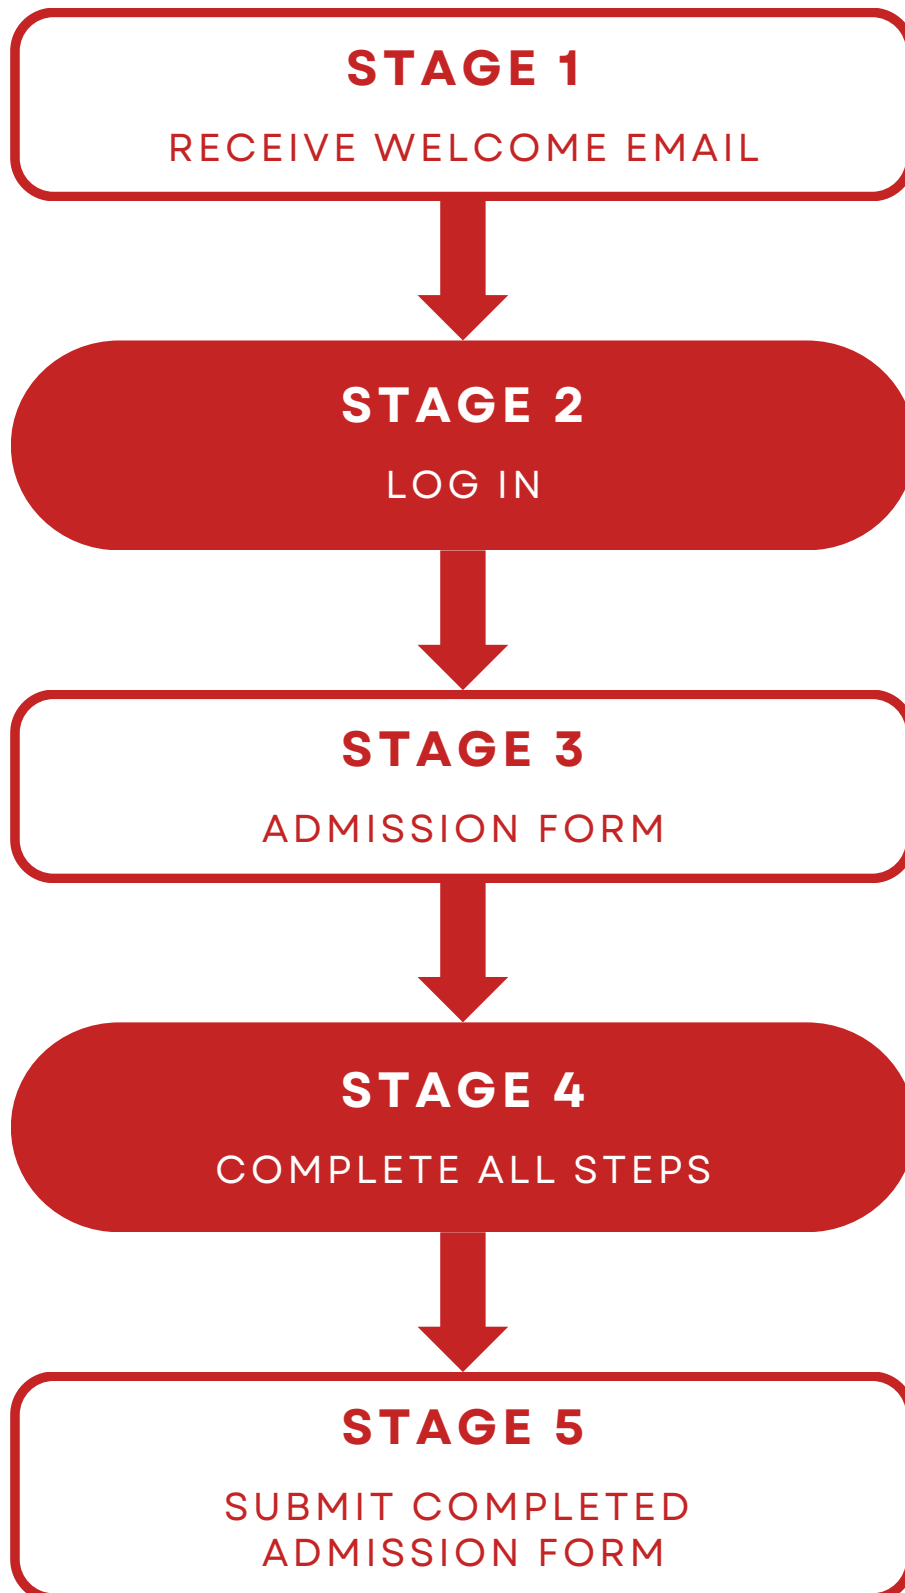 STAGE 1
RECEIVE WELCOME EMAIL
STAGE 2
LOG IN
STAGE 3
ADMISSION FORM
STAGE 4
COMPLETE ALL STEPS
STAGE 5
SUBMIT COMPLETED
ADMISSION FORM